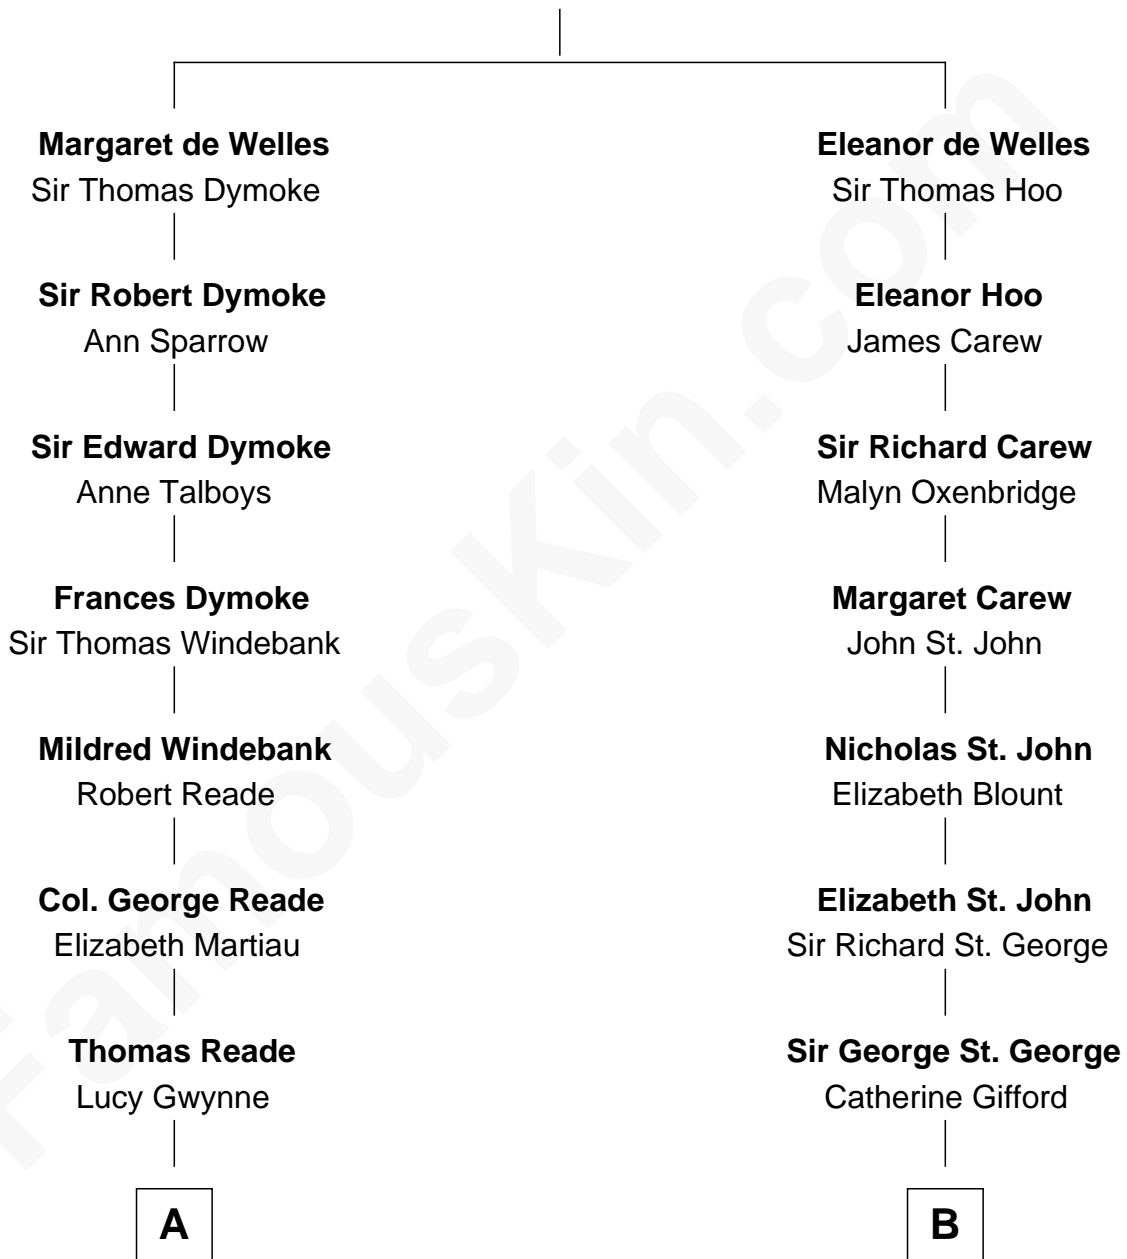 Margaret de Welles
Sir Thomas Dymoke
Sir Robert Dymoke
Ann Sparrow
Sir Edward Dymoke
Anne Talboys
Frances Dymoke
Sir Thomas Windebank
Mildred Windebank
Robert Reade
Col. George Reade
Elizabeth Martiau
Thomas Reade
Lucy Gwynne
A
Eleanor de Welles
Sir Thomas Hoo
Eleanor Hoo
James Carew
Sir Richard Carew
Malyn Oxenbridge
Margaret Carew
John St. John
Nicholas St. John
Elizabeth Blount
Elizabeth St. John
Sir Richard St. George
Sir George St. George
Catherine Gifford
B
FamousKin.com